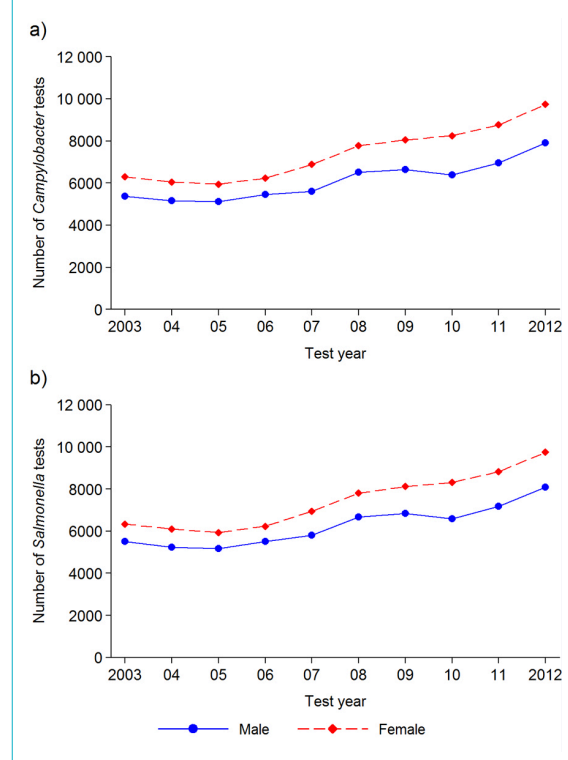 a)
12 000
10 000
8000
6000
4000
2000
0
Number of Campylobacter tests
2003 04 05 06 07 08 09 10 11 2012
Test year
b)
12 000
10 000
8000
6000
4000
2000
0
Number of Salmonella tests
2003 04 05 06 07 08 09 10 11 2012
Test year
Male Female